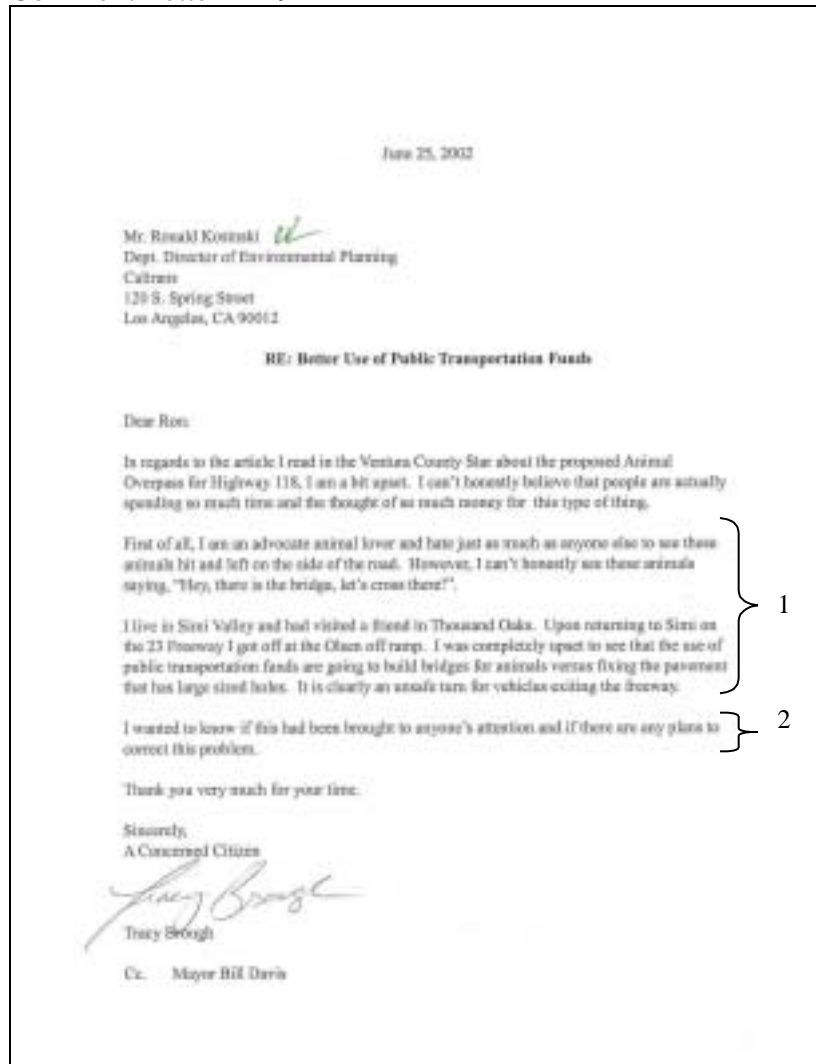 June 25, 2002
Mr. Ronald Kosinski
Dept. Director of Environmental Planning
Caltrans
120 S. Spring Street
Los Angeles, CA 90012
RE: Better Use of Public Transportation Funds
Dear Ron:
In regards to the article I read in the Ventura County Star about the proposed Animal
Overpass for Highway 118, I am a bit upset. I can't honestly believe that people are actually
spending so much time and the thought of so much money for this type of thing.
First of all, I am an advocate animal lover and hate just as much as anyone else to see these
animals hit and left on the side of the road. However, I can't honestly see these animals
saying, "Hey, there is the bridge, let's cross there!".
1
I live in Simi Valley and had visited a friend in Thousand Oaks. Upon returning to Simi on
the 23 Freeway I got off at the Olsen off ramp. I was completely upset to see that the use of
public transportation funds are going to build bridges for animals versus fixing the pavement
that has large sized holes. It is clearly an unsafe turn for vehicles exiting the freeway.
I wanted to know if this had been brought to anyone's attention and if there are any plans to
correct this problem.
2
Thank you very much for your time.
Sincerely,
A Concerned Citizen
Tracy Brough
Tracy Brough
Cc. Mayor Bill Davis